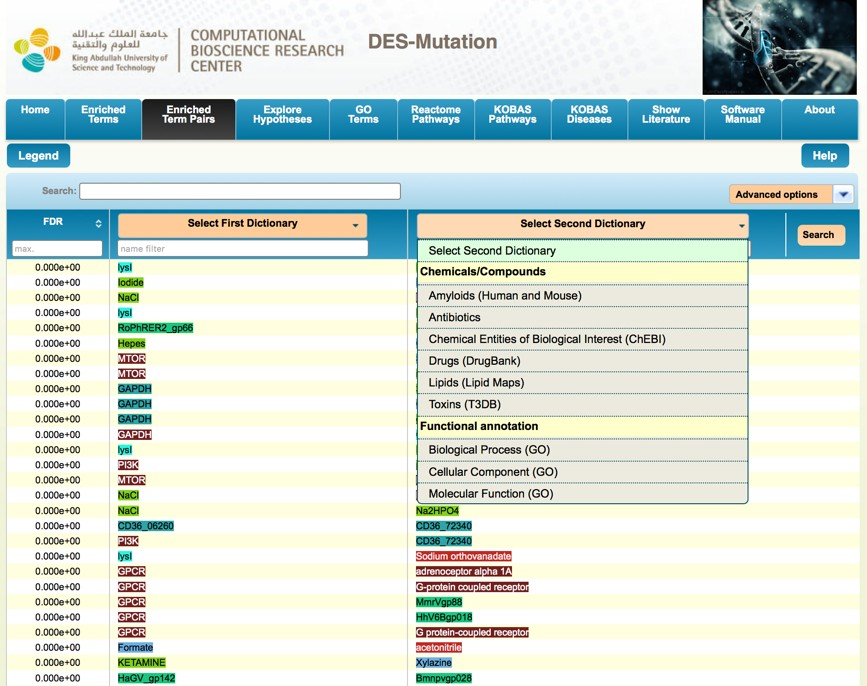 جامعة الملك عبدالله
للعلوم والتقنية
King Abdullah University of
Science and Technology
COMPUTATIONAL
BIOSCIENCE RESEARCH
CENTER
DES-Mutation
Home
Enriched
Terms
Enriched
Term Pairs
Explore
Hypotheses
GO
Terms
Reactome
Pathways
KOBAS
Pathways
KOBAS
Diseases
Show
Literature
Software
Manual
About
Legend
Help
Search:
Advanced options
FDR
Select First Dictionary
Select Second Dictionary
Search
max.
name filter
Select Second Dictionary
Chemicals/Compounds
Amyloids (Human and Mouse)
Antibiotics
Chemical Entities of Biological Interest (ChEBI)
Drugs (DrugBank)
Lipids (Lipid Maps)
Toxins (T3DB)
Functional annotation
Biological Process (GO)
Cellular Component (GO)
Molecular Function (GO)
0.000e+00 lysI
0.000e+00 Iodide
0.000e+00 NaCl
0.000e+00 lysI
0.000e+00 RoPhRER2_gp66
0.000e+00 Hepes
0.000e+00 MTOR
0.000e+00 MTOR
0.000e+00 GAPDH
0.000e+00 GAPDH
0.000e+00 GAPDH
0.000e+00 GAPDH
0.000e+00 lysI
0.000e+00 PI3K
0.000e+00 MTOR
0.000e+00 NaCl
0.000e+00 NaCl Na2HPO4
0.000e+00 CD36_06260 CD36_72340
0.000e+00 PI3K CD36_72340
0.000e+00 lysI Sodium orthovanadate
0.000e+00 GPCR adrenoceptor alpha 1A
0.000e+00 GPCR G-protein coupled receptor
0.000e+00 GPCR MmrVgp88
0.000e+00 GPCR HhV6Bgp018
0.000e+00 GPCR G protein-coupled receptor
0.000e+00 Formate acetonitrile
0.000e+00 KETAMINE Xylazine
0.000e+00 HaGV_gp142 Bmnpvgp028